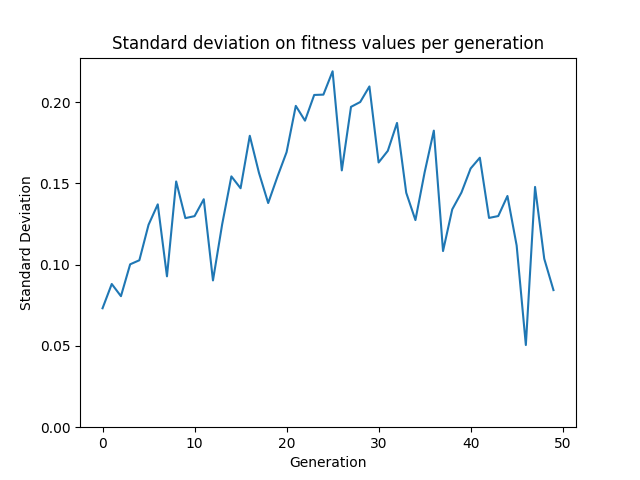 Standard deviation on fitness values per generation
Standard Deviation
0.20
0.15
0.10
0.05
0.00
0 10 20 30 40 50
Generation